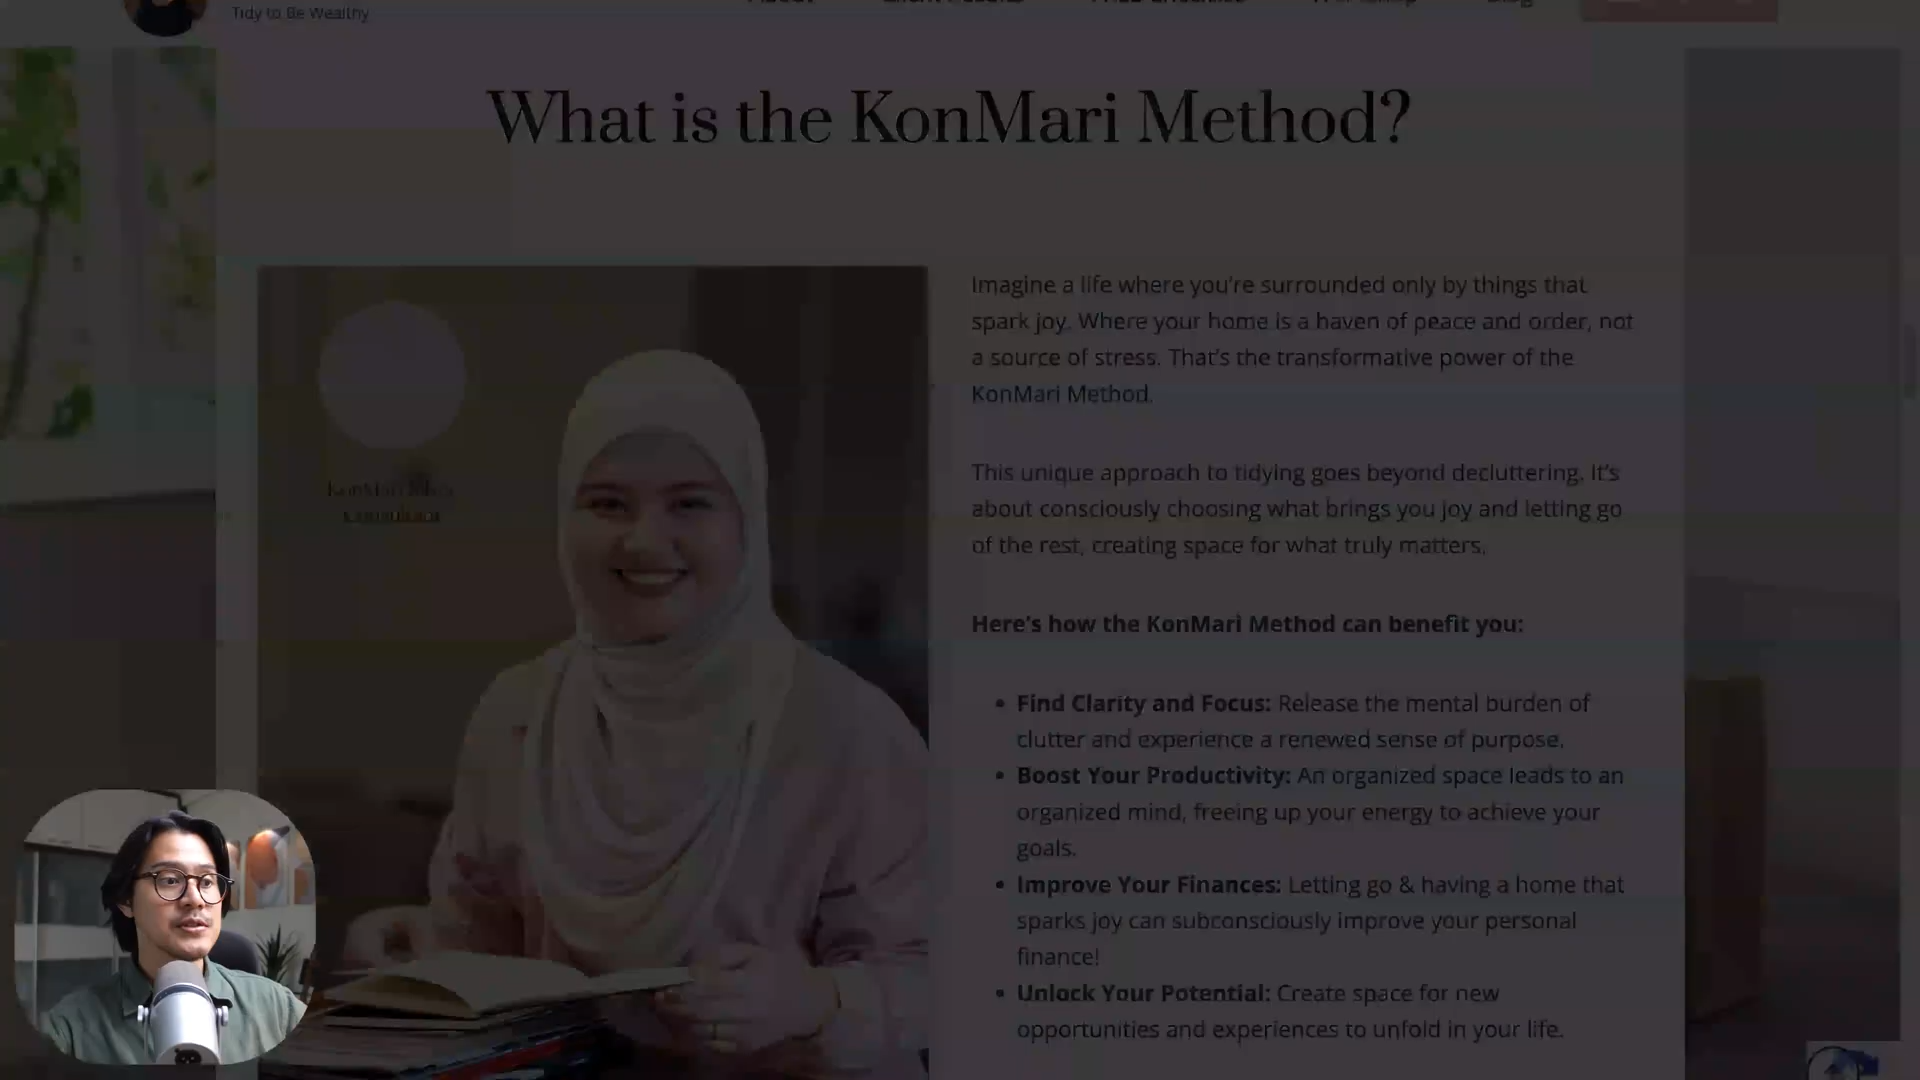 Tidy to Be Wealthy
What is the KonMari Method?
Imagine a life where you're surrounded only by things that
spark joy. Where your home is a haven of peace and order, not
a source of stress. That's the transformative power of the
KonMari Method.
This unique approach to tidying goes beyond decluttering. It's
about consciously choosing what brings you joy and letting go
of the rest, creating space for what truly matters.
Here's how the KonMari Method can benefit you:
• Find Clarity and Focus: Release the mental burden of
clutter and experience a renewed sense of purpose.
• Boost Your Productivity: An organized space leads to an
organized mind, freeing up your energy to achieve your
goals.
• Improve Your Finances: Letting go & having a home that
sparks joy can subconsciously improve your personal
finance!
• Unlock Your Potential: Create space for new
opportunities and experiences to unfold in your life.